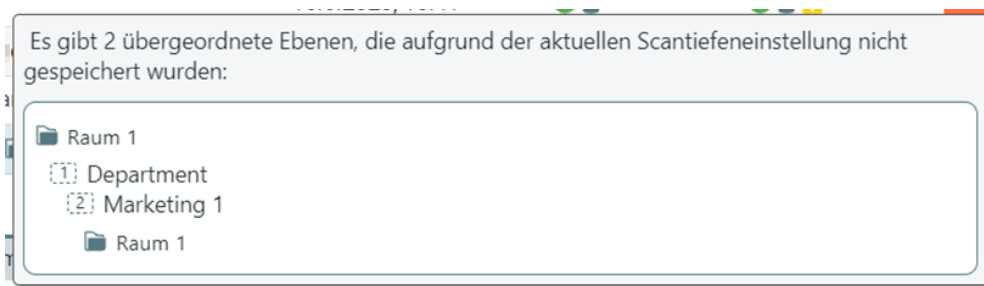 Es gibt 2 übergeordnete Ebenen, die aufgrund der aktuellen Scantiefeneinstellung nicht
gespeichert wurden:
Raum 1
1 Department
2 Marketing 1
Raum 1